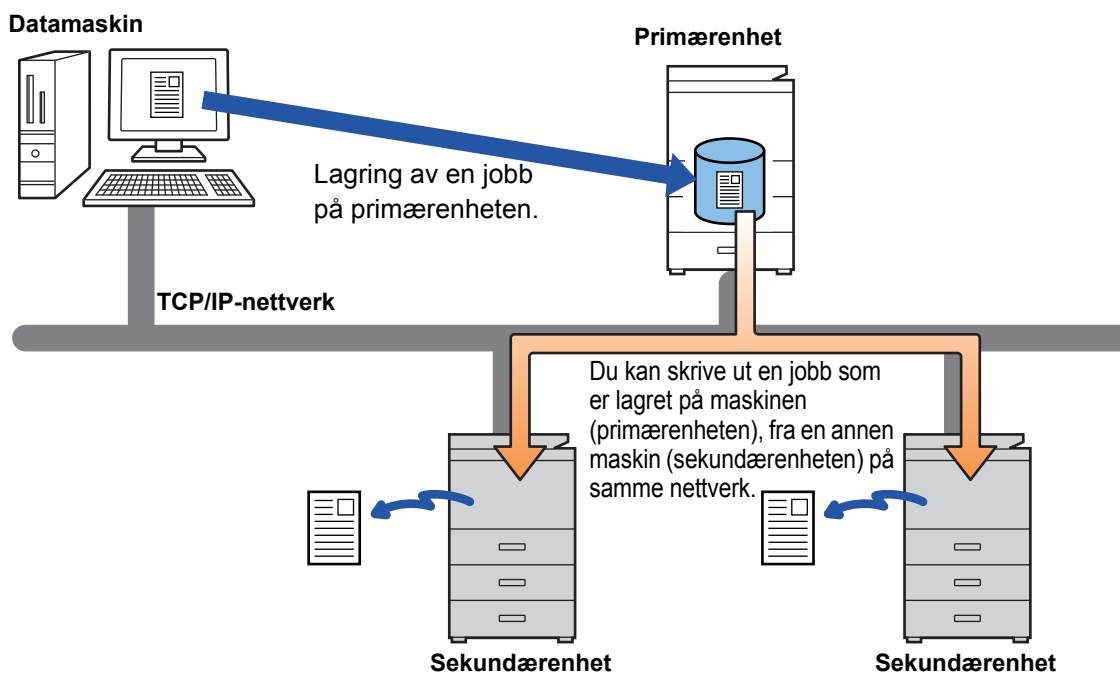 Datamaskin
Primærenhet
Lagring av en jobb
på primærenheten.
TCP/IP-nettverk
Du kan skrive ut en jobb som
er lagret på maskinen
(primærenheten), fra en annen
maskin (sekundærenheten) på
samme nettverk.
Sekundærenhet
Sekundærenhet